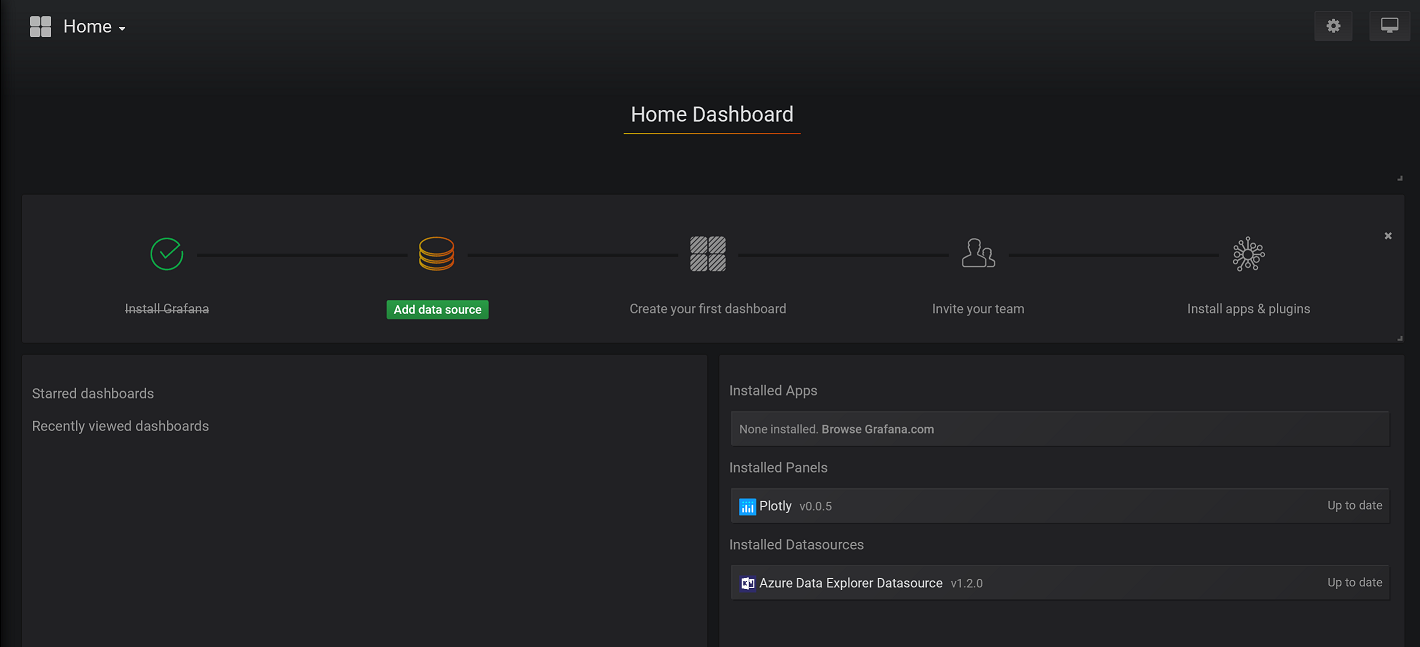 Home
Home Dashboard
Install Grafana
Add data source
Create your first dashboard
Invite your team
Install apps & plugins
Starred dashboards
Recently viewed dashboards
Installed Apps
None installed. Browse Grafana.com
Installed Panels
Plotly v0.0.5 Up to date
Installed Datasources
Azure Data Explorer Datasource v1.2.0 Up to date